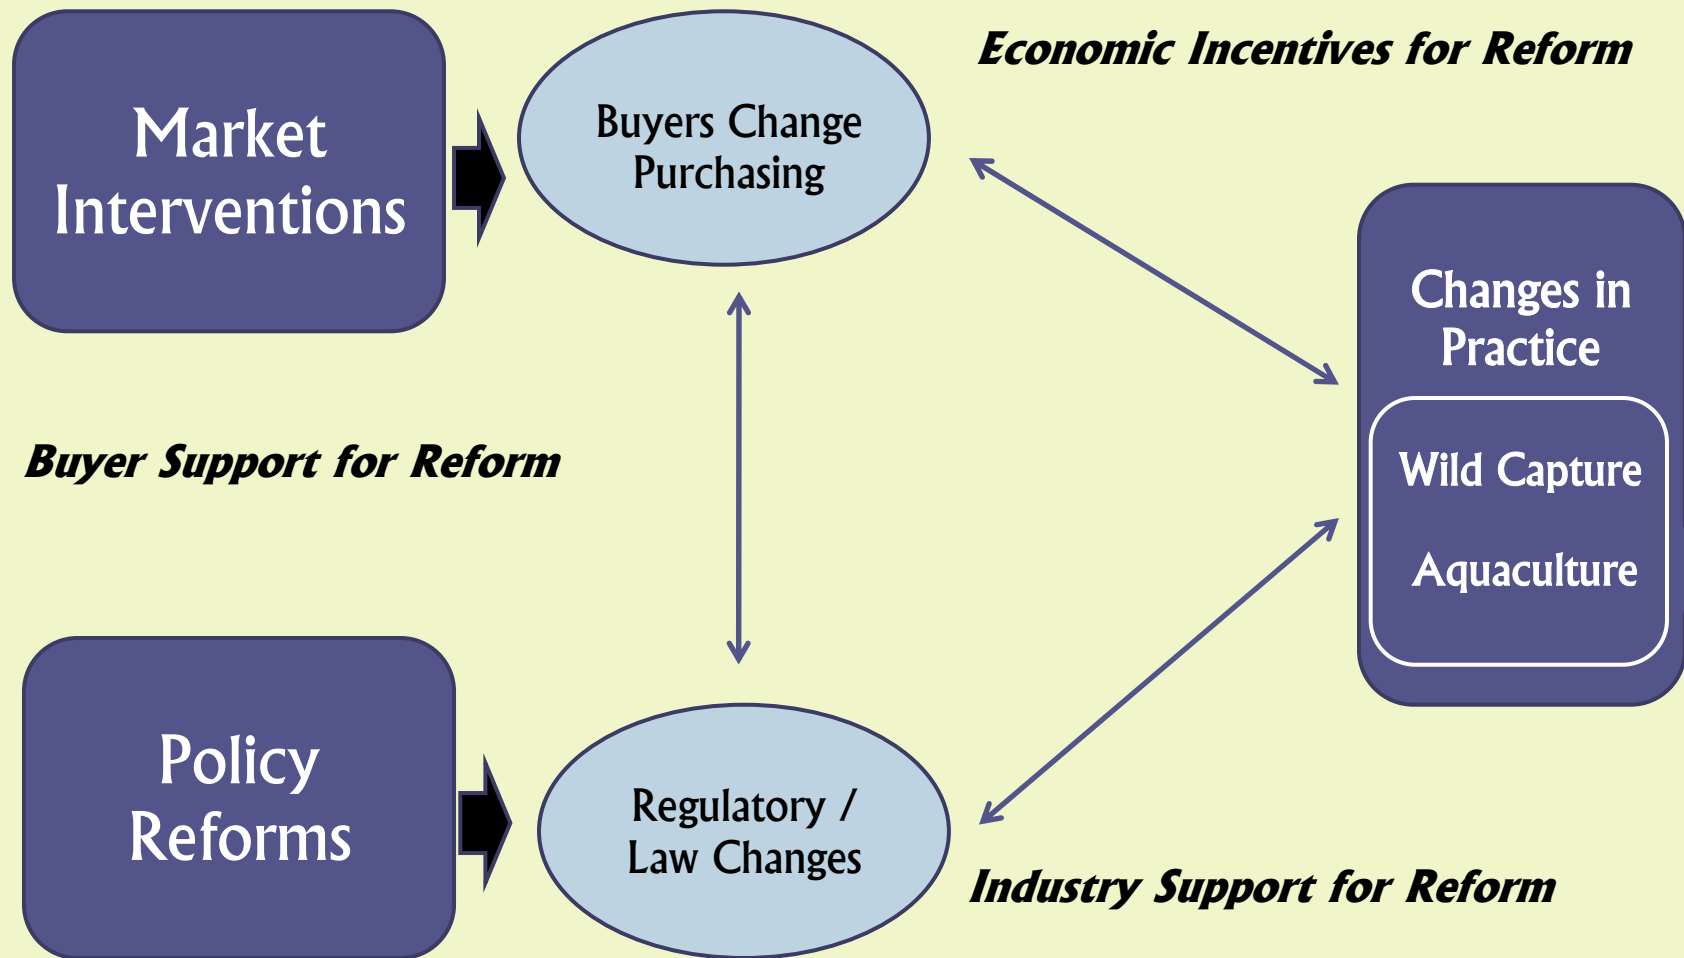 Market
Interventions
Buyers Change
Purchasing
Economic Incentives for Reform
Changes in
Practice
Wild Capture
Aquaculture
Buyer Support for Reform
Policy
Reforms
Regulatory /
Law Changes
Industry Support for Reform